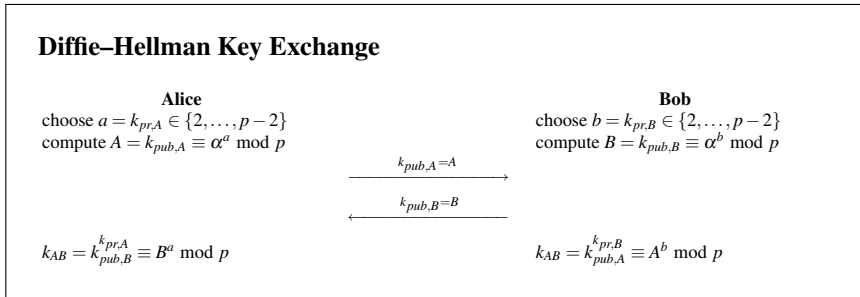 Diffie–Hellman Key Exchange
Alice Bob
choose a = k_{pr,A} ∈ {2, . . . , p − 2} choose b = k_{pr,B} ∈ {2, . . . , p − 2}
compute A = k_{pub,A} ≡ α^a mod p compute B = k_{pub,B} ≡ α^b mod p
k_{pub,A}=A
k_{pub,B}=B
k_{AB} = k_{pub,B}^{k_{pr,A}} ≡ B^a mod p k_{AB} = k_{pub,A}^{k_{pr,B}} ≡ A^b mod p